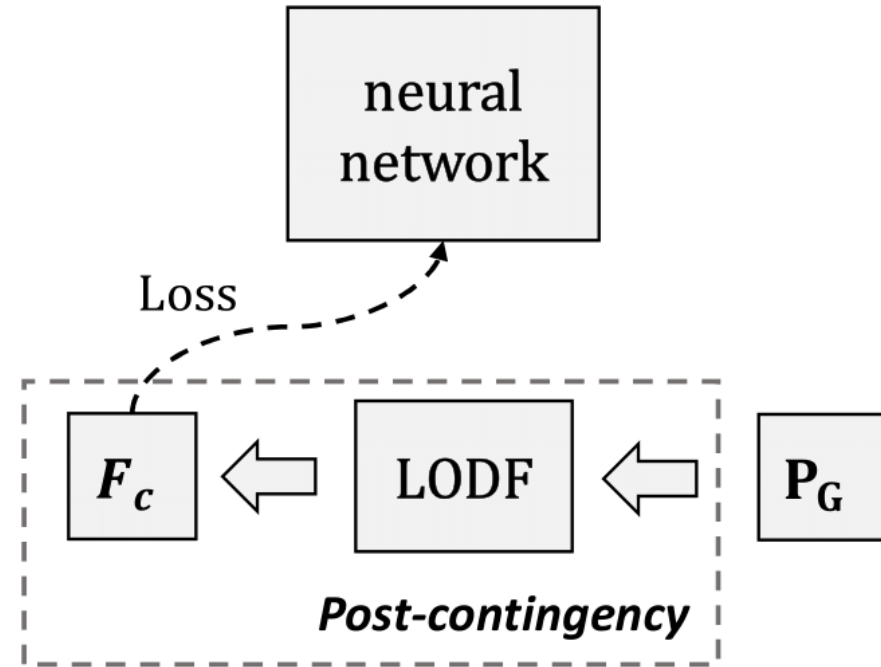 neural
network
Loss
F_c
LODF
P_G
Post-contingency